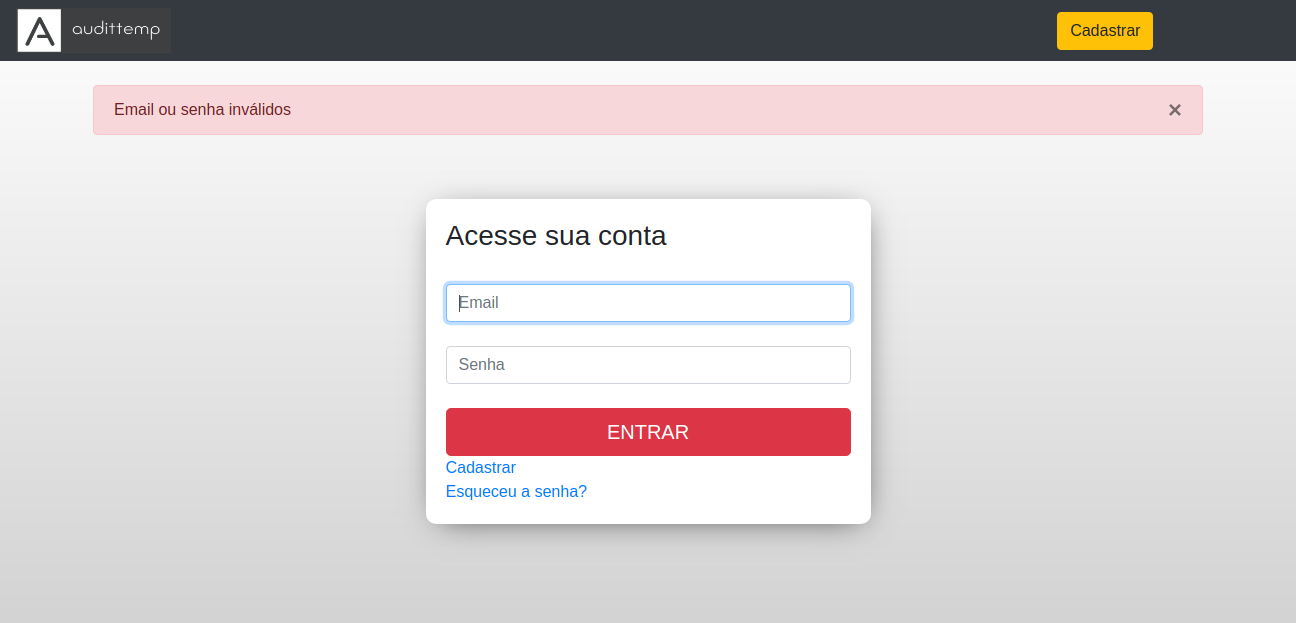 A audittemp
Cadastrar
Email ou senha inválidos
×
Acesse sua conta
Email
Senha
ENTRAR
Cadastrar
Esqueceu a senha?